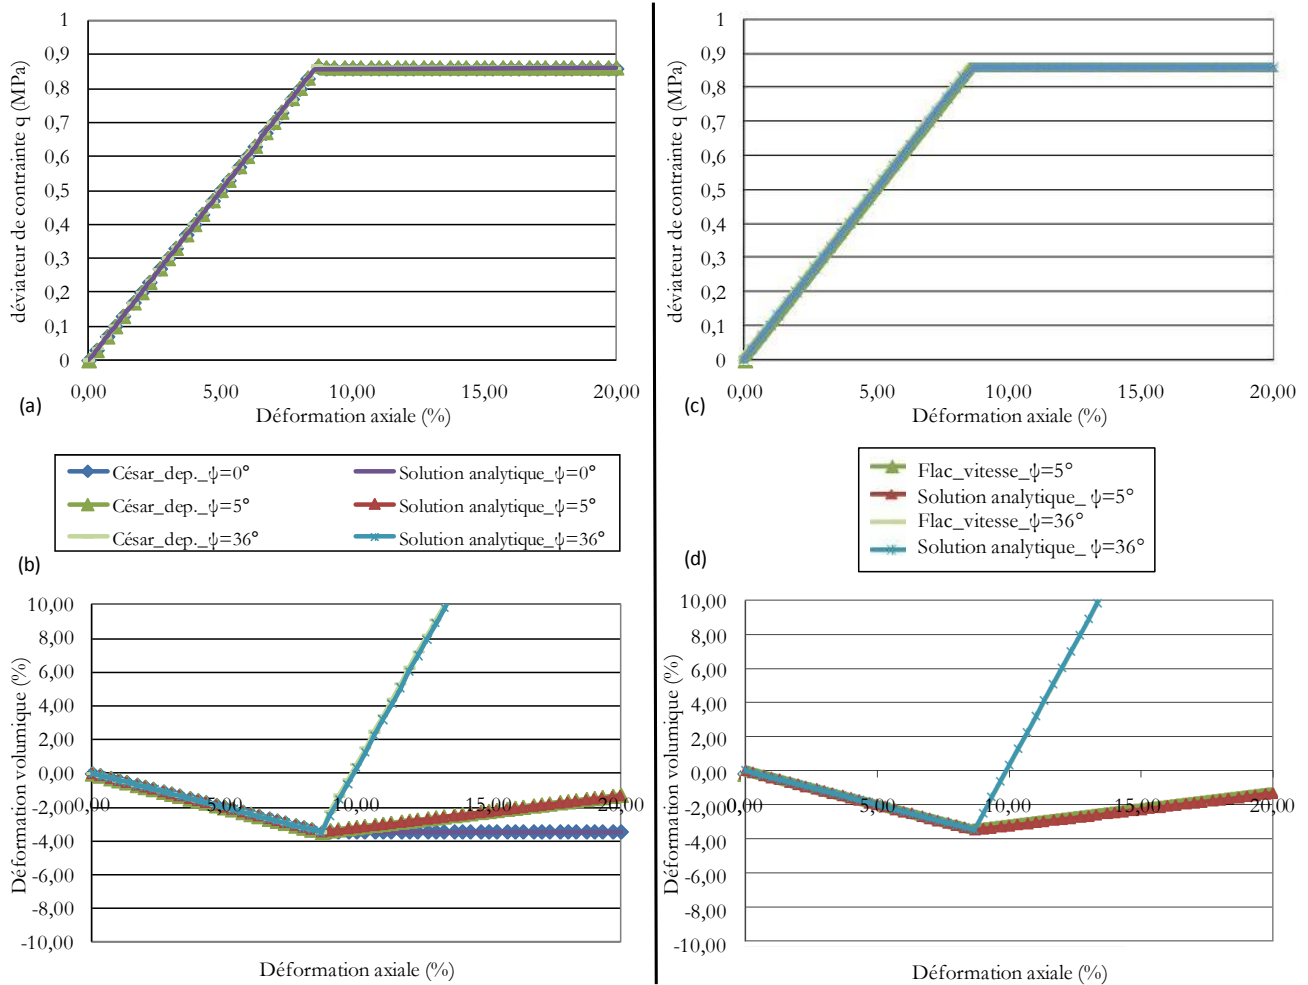 déviateur de contrainte q (MPa)
1
0,9
0,8
0,7
0,6
0,5
0,4
0,3
0,2
0,1
0
0,00 5,00 10,00 15,00 20,00
Déformation axiale (%)
(a)
César_dep._ψ=0° Solution analytique_ψ=0°
César_dep._ψ=5° Solution analytique_ψ=5°
César_dep._ψ=36° Solution analytique_ψ=36°
(b)
Déformation volumique (%)
10,00
8,00
6,00
4,00
2,00
0,00
-2,00
-4,00
-6,00
-8,00
-10,00
0,00 5,00 10,00 15,00 20,00
Déformation axiale (%)
déviateur de contrainte q (MPa)
1
0,9
0,8
0,7
0,6
0,5
0,4
0,3
0,2
0,1
0
0,00 5,00 10,00 15,00 20,00
Déformation axiale (%)
(c)
Flac_vitesse_ψ=5°
Solution analytique_ ψ=5°
Flac_vitesse_ψ=36°
Solution analytique_ ψ=36°
(d)
Déformation volumique (%)
10,00
8,00
6,00
4,00
2,00
0,00
-2,00
-4,00
-6,00
-8,00
-10,00
0,00 5,00 10,00 15,00 20,00
Déformation axiale (%)